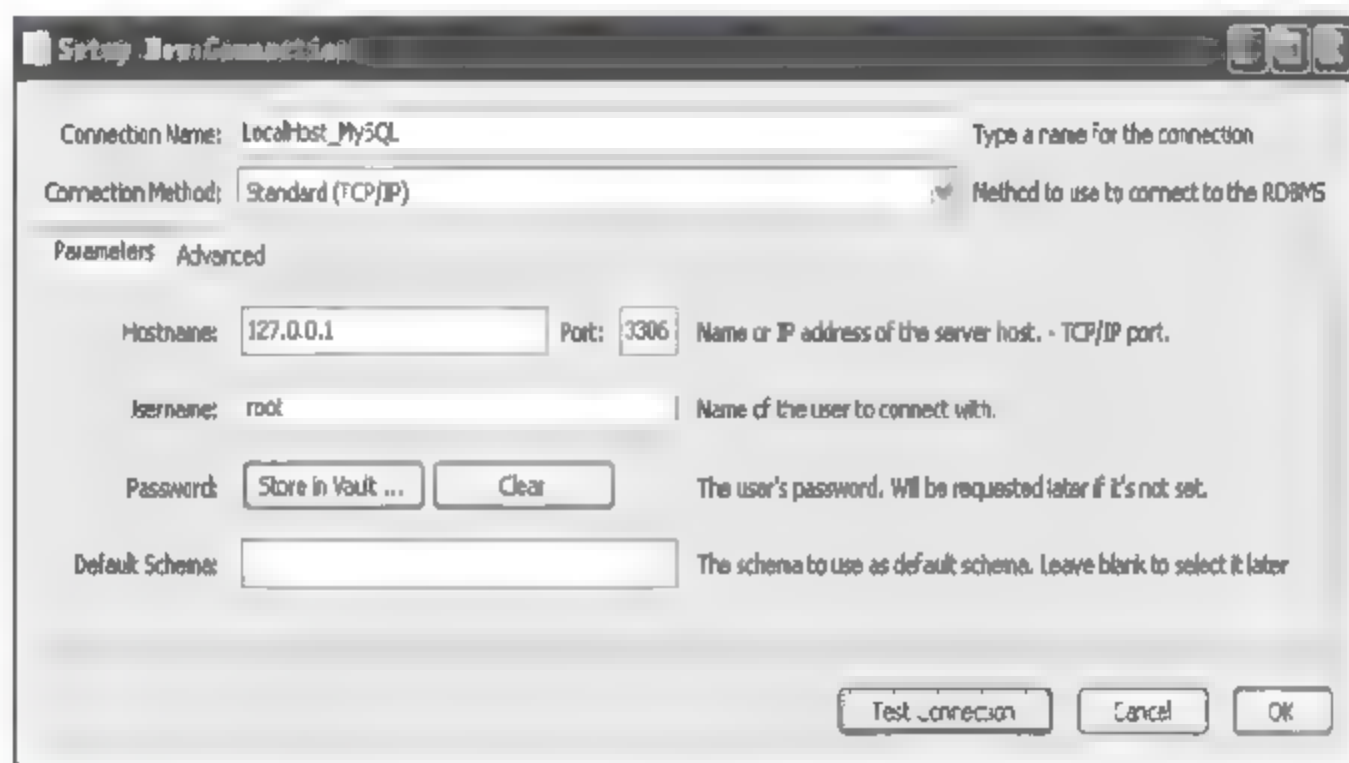 Setup New Connection
Connection Name: LocalHost_MySQL Type a name for the connection
Connection Method: Standard (TCP/IP) Method to use to connect to the RDBMS
Parameters Advanced
Hostname: 127.0.0.1 Port: 3306 Name or IP address of the server host. - TCP/IP port.
Username: root Name of the user to connect with.
Password: Store in Vault ... Clear The user's password. Will be requested later if it's not set.
Default Schema: The schema to use as default schema. Leave blank to select it later
Test Connection Cancel OK